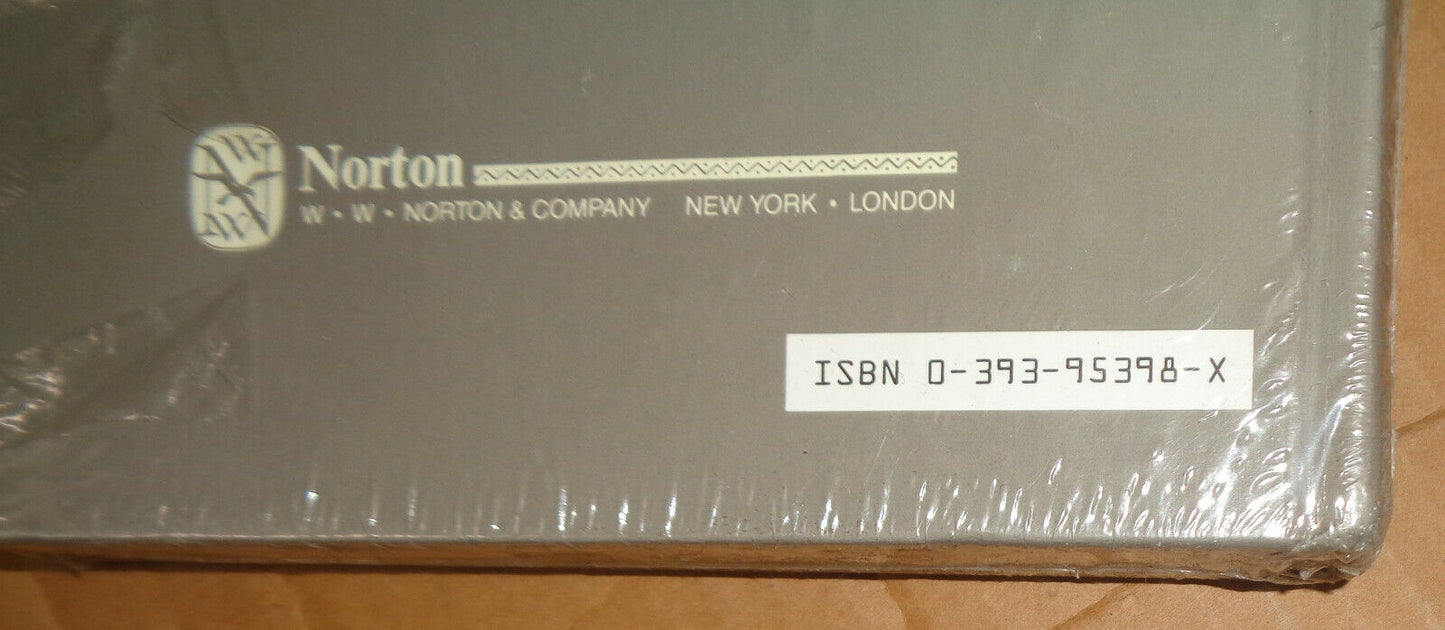 Norton
W • W • NORTON & COMPANY NEW YORK • LONDON
ISBN 0-393-95398-X